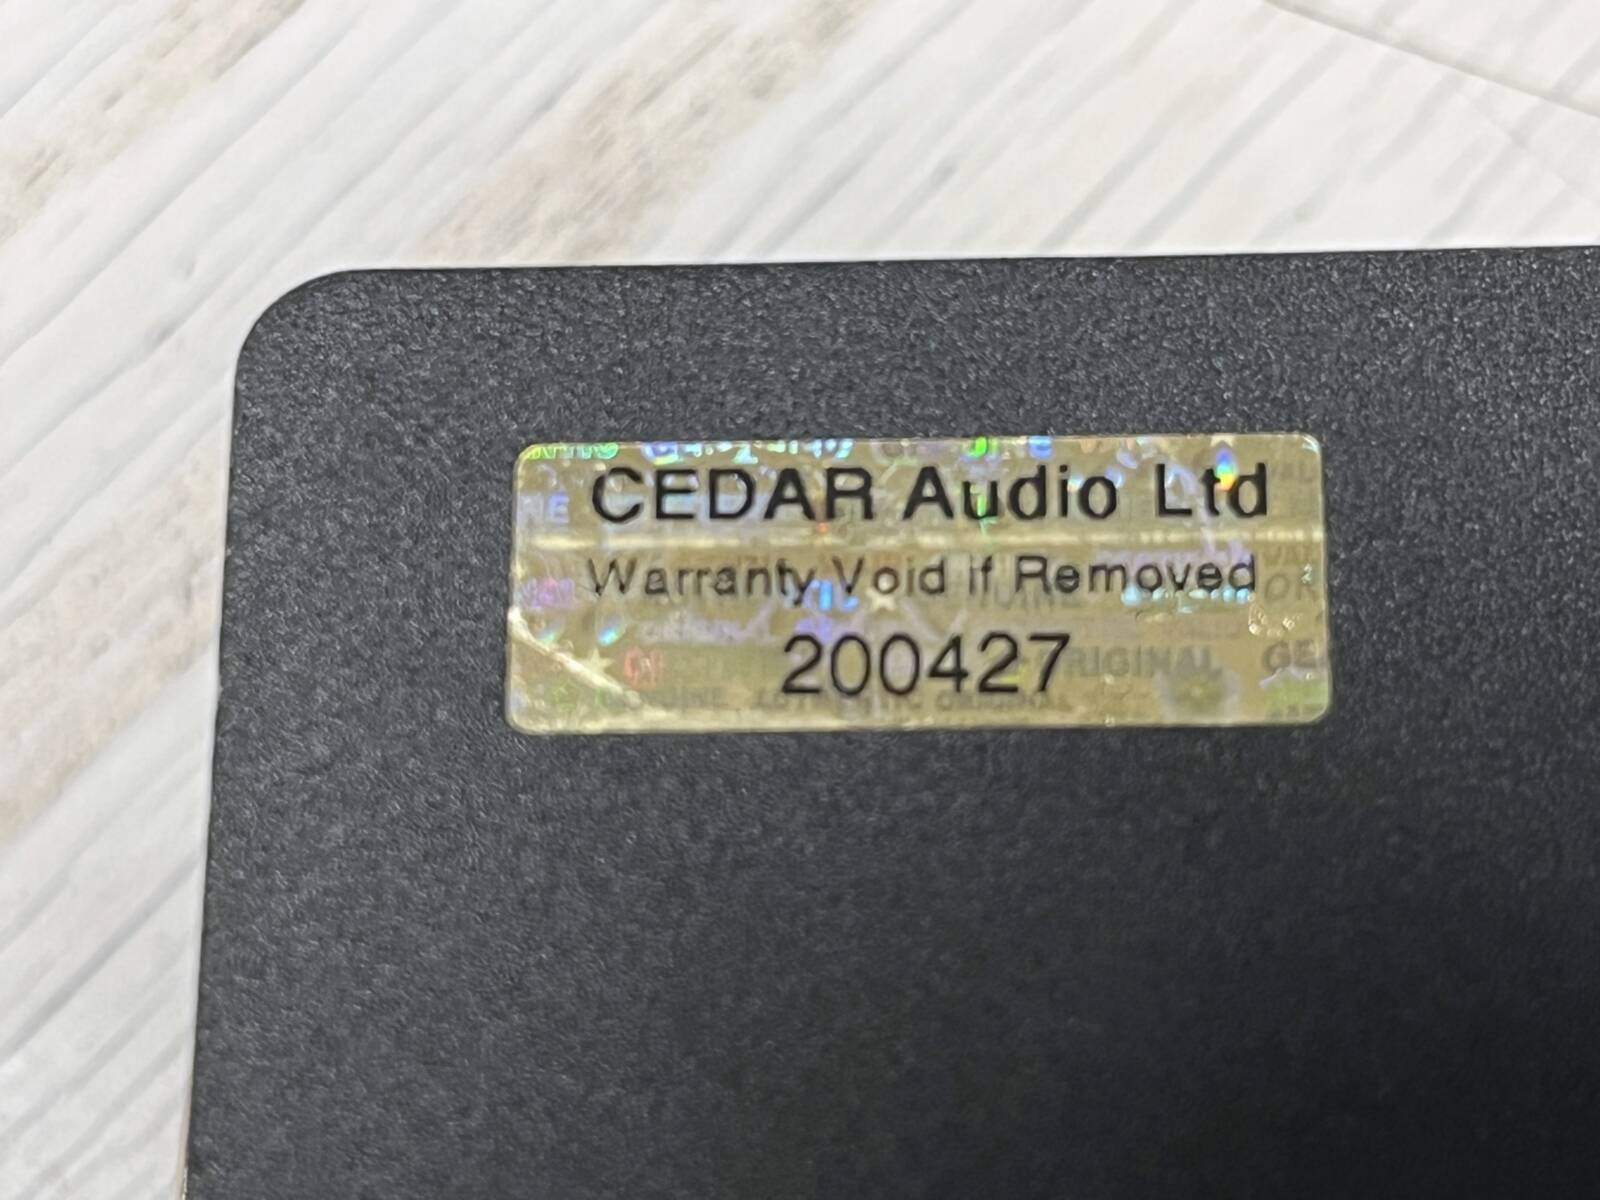 CEDAR Audio Ltd
Warranty Void if Removed
200427